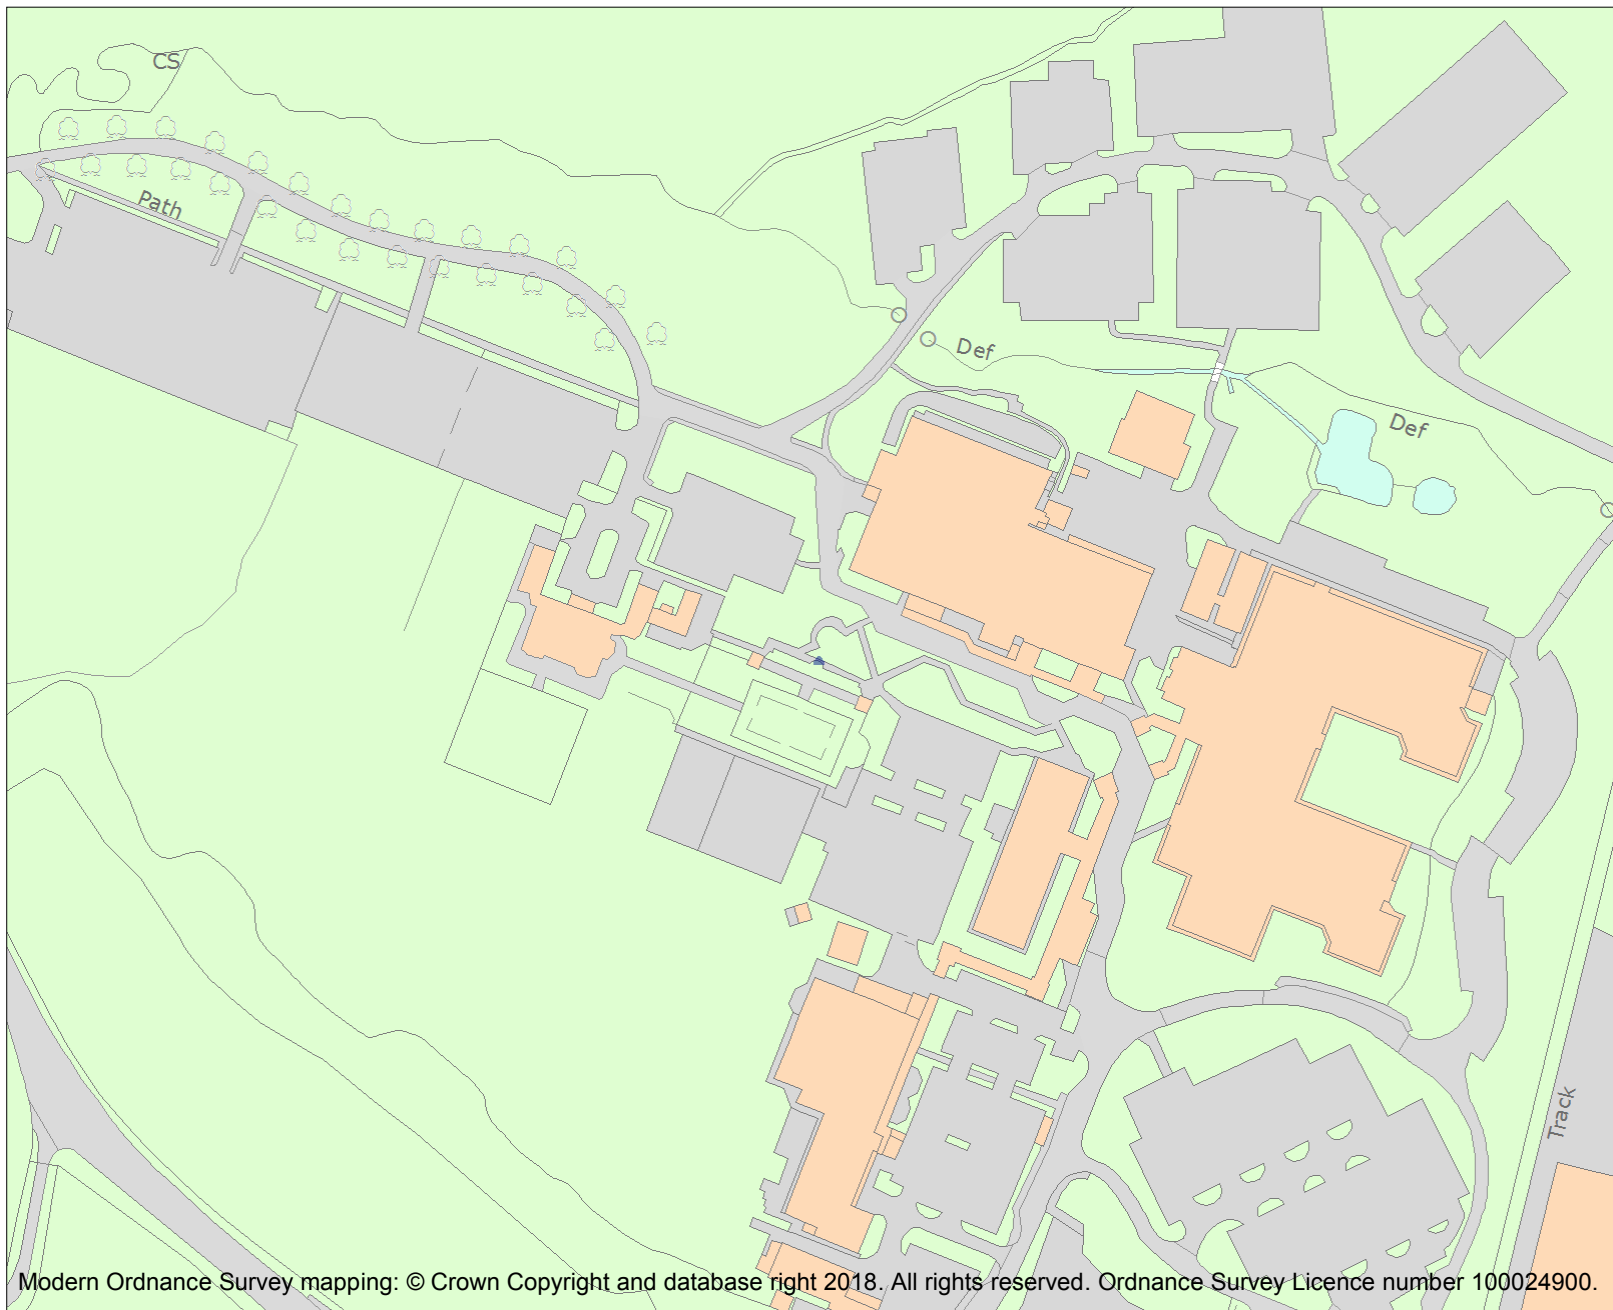 CS
Path
Def
Def
Track
Modern Ordnance Survey mapping: © Crown Copyright and database right 2018. All rights reserved. Ordnance Survey Licence number 100024900.